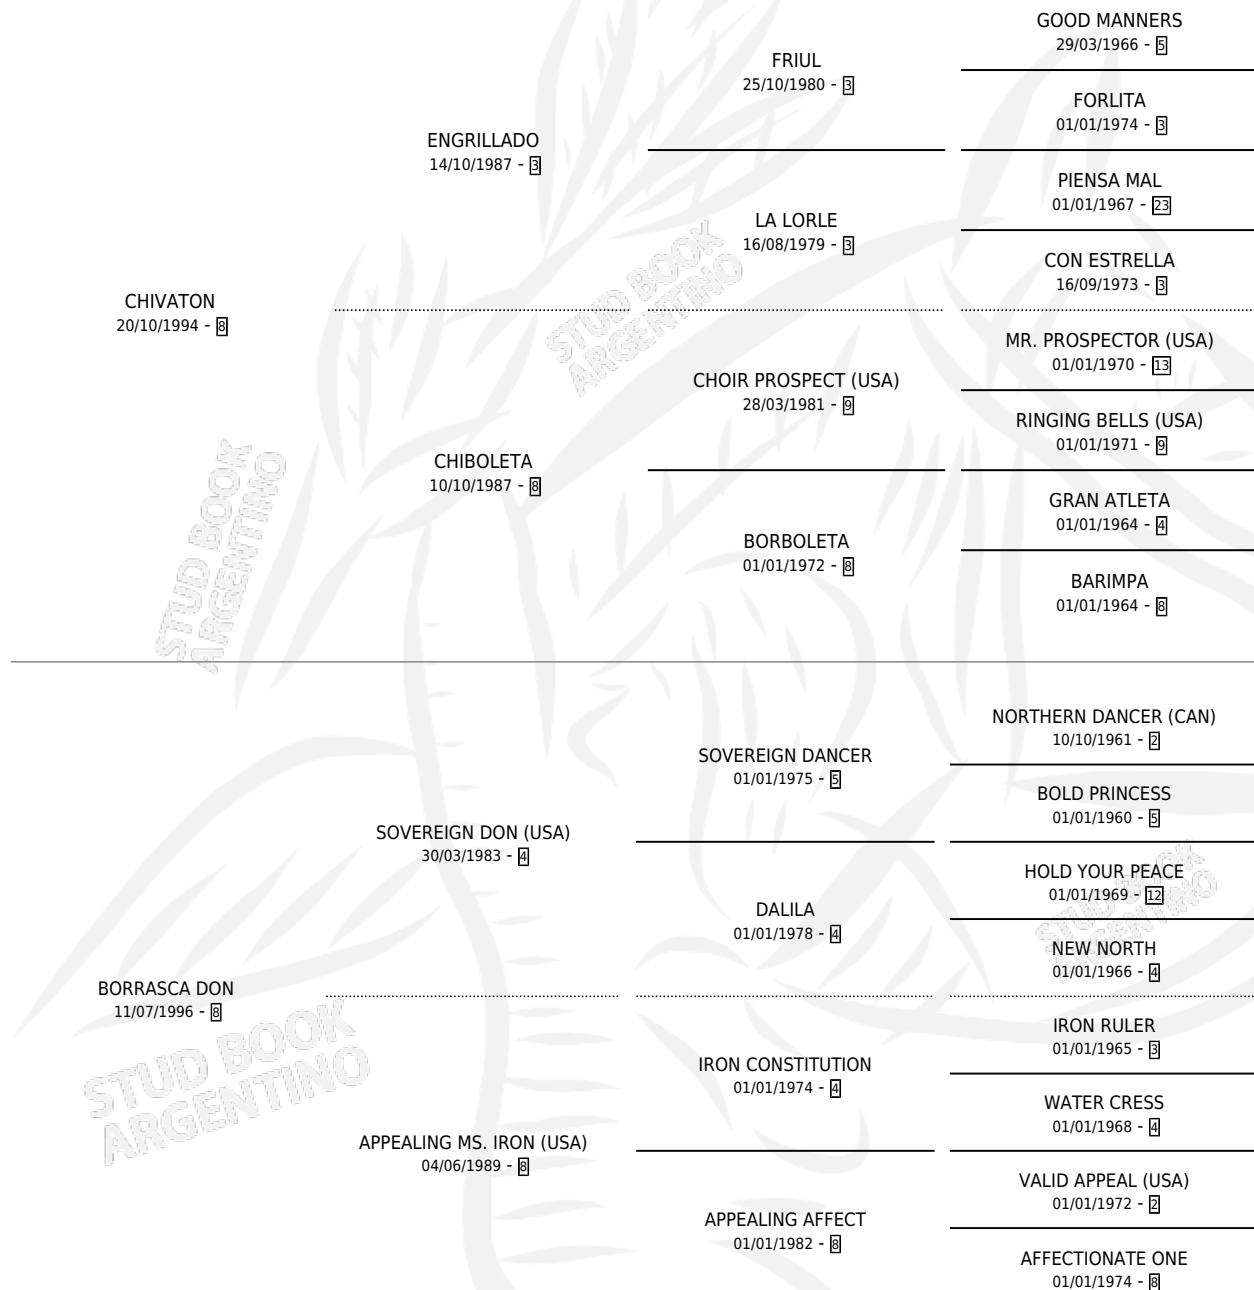 GOOD MANNERS
29/03/1966 - 5
FRIUL
25/10/1980 - 3
FORLITA
01/01/1974 - 3
ENGRILLADO
14/10/1987 - 3
PIENSA MAL
01/01/1967 - 23
LA LORLE
16/08/1979 - 3
CON ESTRELLA
16/09/1973 - 3
CHIVATON
20/10/1994 - 8
MR. PROSPECTOR (USA)
01/01/1970 - 13
CHOIR PROSPECT (USA)
28/03/1981 - 9
RINGING BELLS (USA)
01/01/1971 - 9
CHIBOLETA
10/10/1987 - 8
GRAN ATLETA
01/01/1964 - 4
BORBOLETA
01/01/1972 - 8
BARIMPA
01/01/1964 - 8
STUD BOOK
ARGENTINO
STUD BOOK
ARGENTINO
NORTHERN DANCER (CAN)
10/10/1961 - 2
SOVEREIGN DANCER
01/01/1975 - 5
BOLD PRINCESS
01/01/1960 - 5
SOVEREIGN DON (USA)
30/03/1983 - 4
HOLD YOUR PEACE
01/01/1969 - 12
DALILA
01/01/1978 - 4
NEW NORTH
01/01/1966 - 4
BORRASCA DON
11/07/1996 - 8
IRON RULER
01/01/1965 - 3
IRON CONSTITUTION
01/01/1974 - 4
WATER CRESS
01/01/1968 - 4
APPEALING MS. IRON (USA)
04/06/1989 - 8
VALID APPEAL (USA)
01/01/1972 - 2
APPEALING AFFECT
01/01/1982 - 8
AFFECTIONATE ONE
01/01/1974 - 8
STUD BOOK
ARGENTINO
STUD BOOK
ARGENTINO